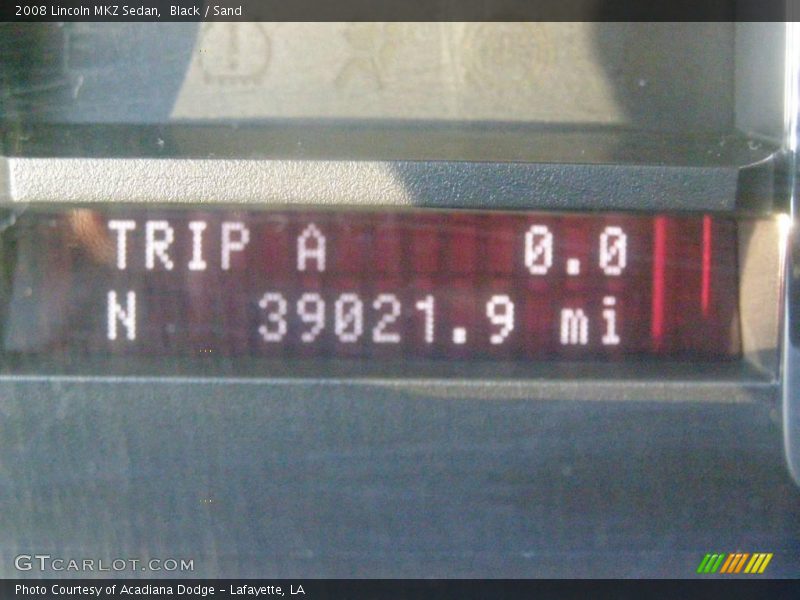 2008 Lincoln MKZ Sedan,  Black / Sand
TRIP A 0.0
N 39021.9 mi
GTCARLOT.COM
Photo Courtesy of Acadiana Dodge - Lafayette, LA